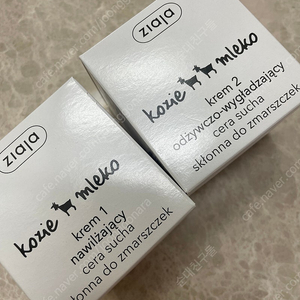 ziaja
kozie mleko
krem 2
odżywczo-wygładzający
cera sucha
skłonna do zmarszczek
ziaja
kozie mleko
krem 1
nawilżający
cera sucha
skłonna do zmarszczek